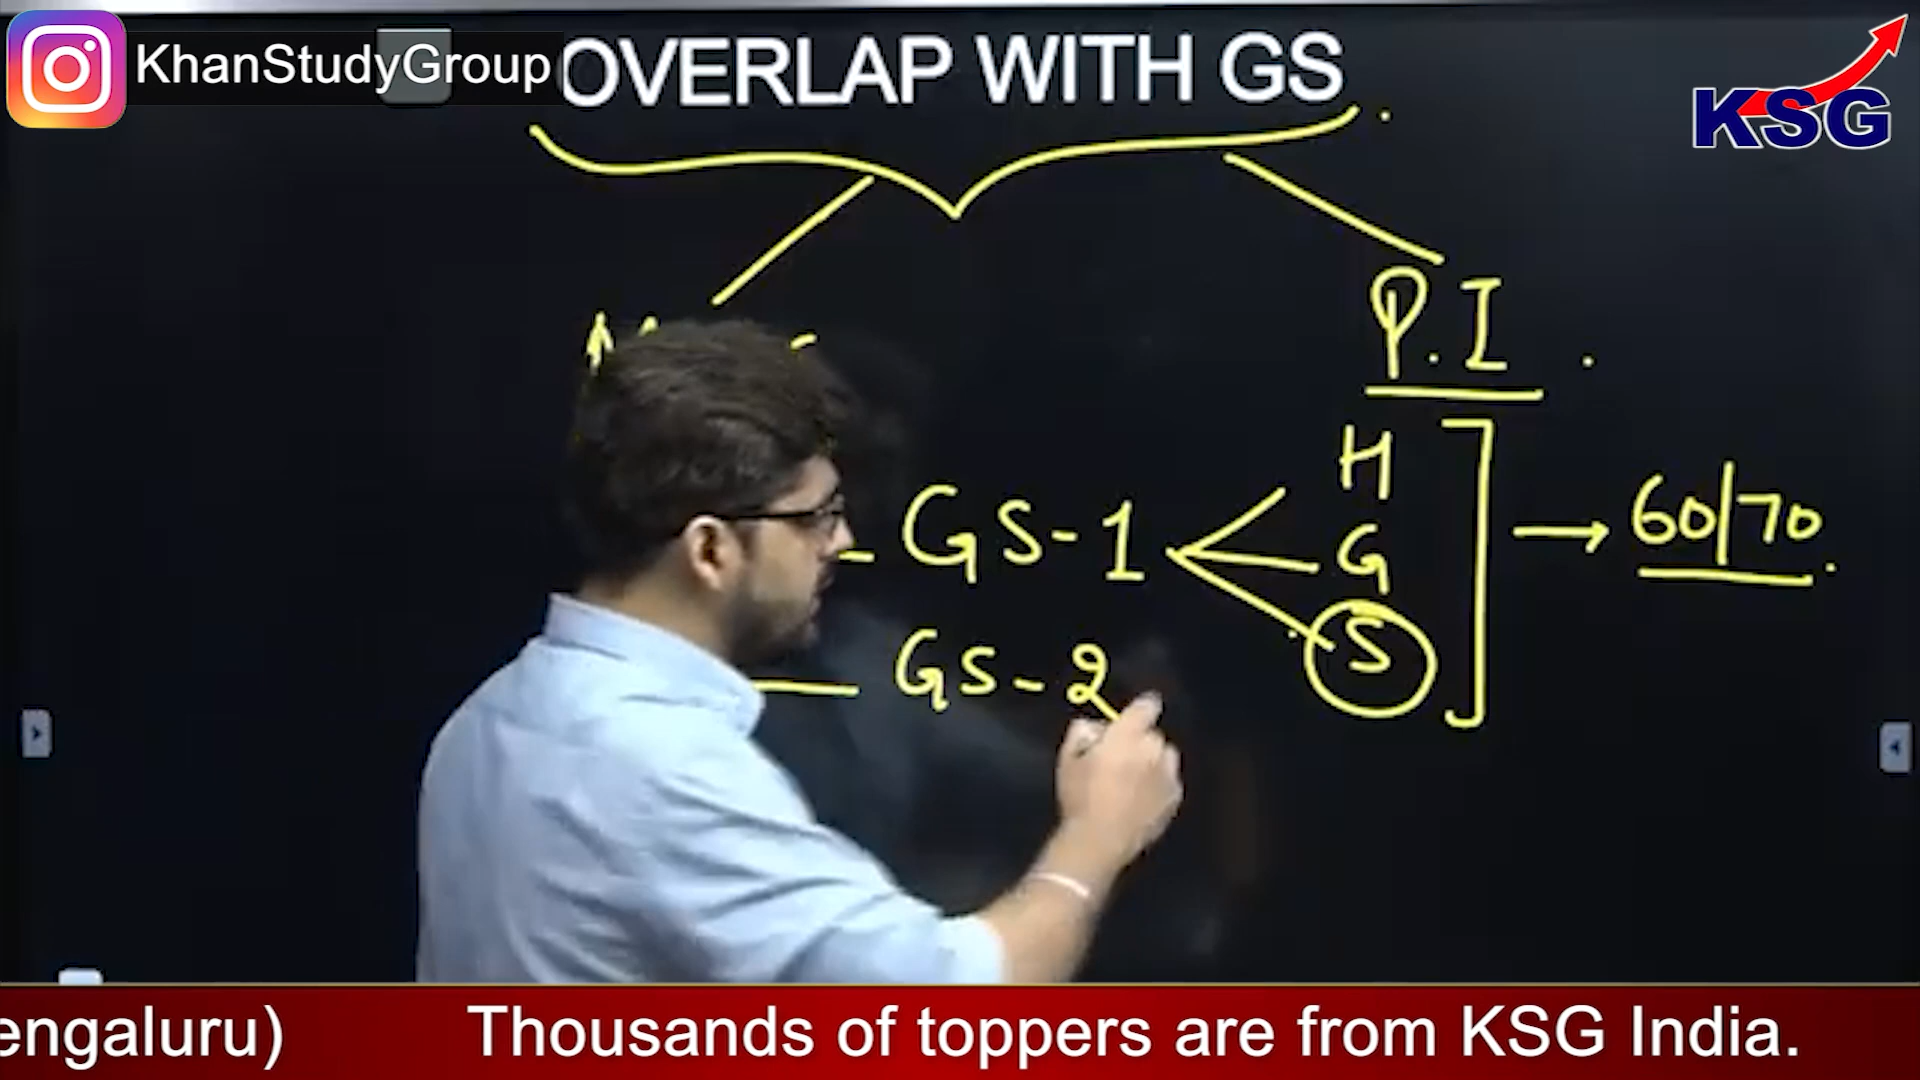 KhanStudyGroup
OVERLAP WITH GS
KSG
P.I
GS-1
H
G
S
60/70
GS-2
engaluru) Thousands of toppers are from KSG India.